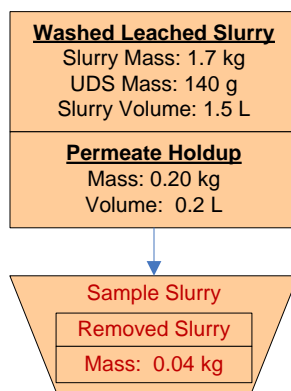 Washed Leached Slurry
Slurry Mass: 1.7 kg
UDS Mass: 140 g
Slurry Volume: 1.5 L
Permeate Holdup
Mass: 0.20 kg
Volume:  0.2 L
Sample Slurry
Removed Slurry
Mass:  0.04 kg